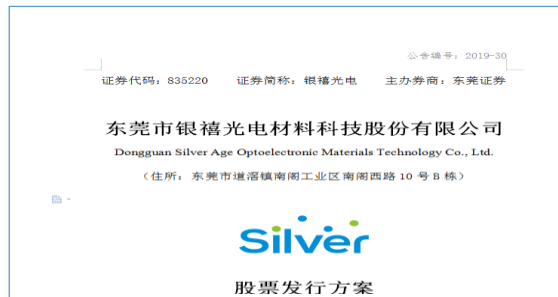 公告编号：2019-30
证券代码：835220 证券简称：银禧光电 主办券商：东莞证券
东莞市银禧光电材料科技股份有限公司
Dongguan Silver Age Optoelectronic Materials Technology Co., Ltd.
（住所：东莞市道滘镇南阁工业区南阁西路 10 号 B 栋）
Silver
股票发行方案